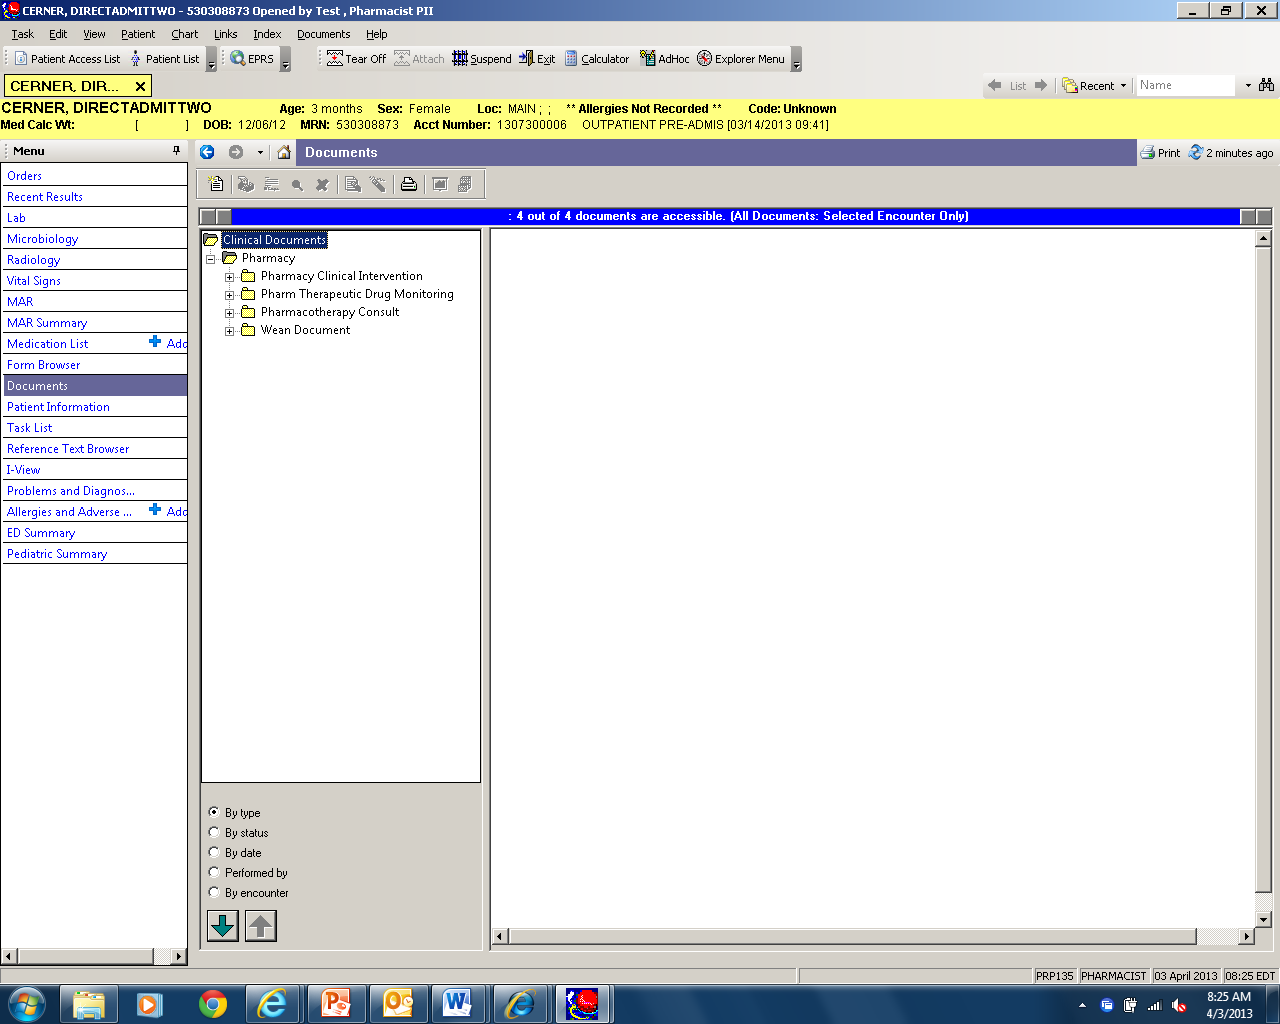 CERNER, DIRECTADMITTWO - 530308873 Opened by Test , Pharmacist PII
Task Edit View Patient Chart Links Index Documents Help
Patient Access List Patient List EPRS Tear Off Attach Suspend Exit Calculator AdHoc Explorer Menu
CERNER, DIR... List Recent Name
CERNER, DIRECTADMITTWO Age: 3 months Sex: Female Loc: MAIN ; ; ** Allergies Not Recorded ** Code: Unknown
Med Calc Wt: [ ] DOB: 12/06/12 MRN: 530308873 Acct Number: 1307300006 OUTPATIENT PRE-ADMIS [03/14/2013 09:41]
Menu
Documents
Print 2 minutes ago
Orders
Recent Results
Lab
Microbiology
Radiology
Vital Signs
MAR
MAR Summary
Medication List Add
Form Browser
Documents
Patient Information
Task List
Reference Text Browser
I-View
Problems and Diagnos...
Allergies and Adverse ... Add
ED Summary
Pediatric Summary
: 4 out of 4 documents are accessible. (All Documents: Selected Encounter Only)
Clinical Documents
Pharmacy
Pharmacy Clinical Intervention
Pharm Therapeutic Drug Monitoring
Pharmacotherapy Consult
Wean Document
By type
By status
By date
Performed by
By encounter
PRP135 PHARMACIST 03 April 2013 08:25 EDT
8:25 AM
4/3/2013